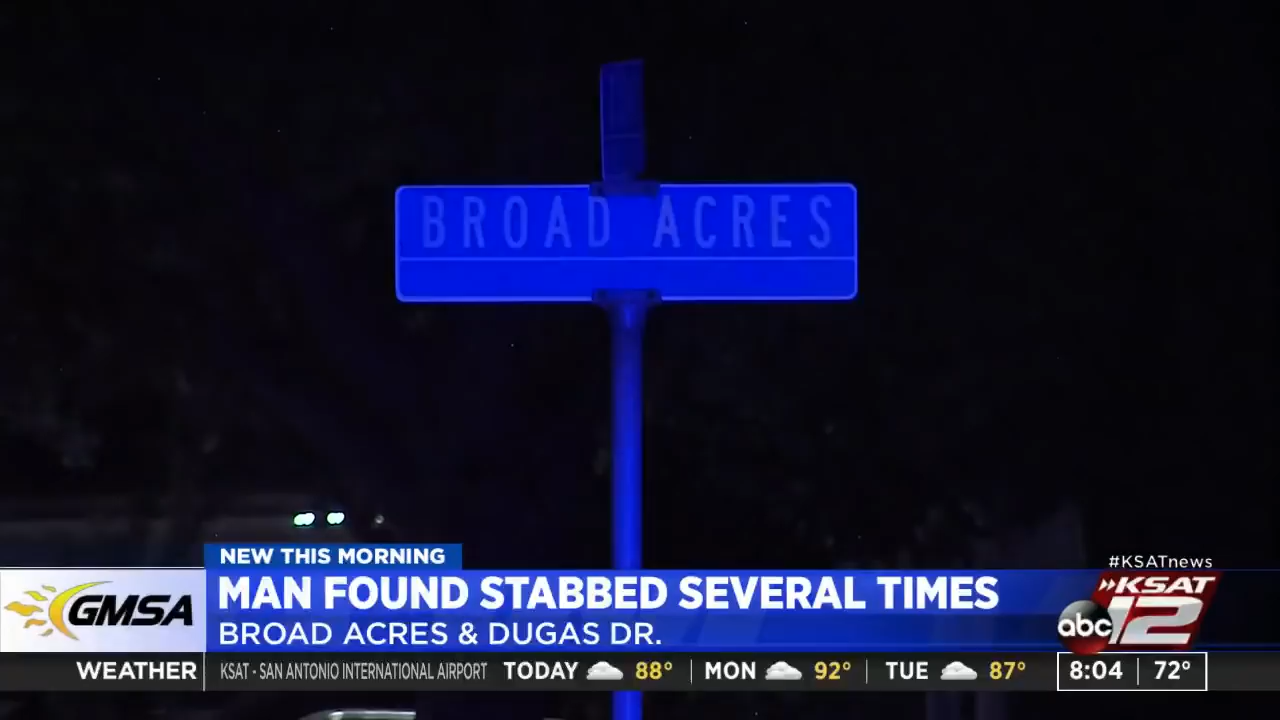 BROAD ACRES
#KSATnews
NEW THIS MORNING
MAN FOUND STABBED SEVERAL TIMES
BROAD ACRES & DUGAS DR.
GMSA
KSAT
abc 12
WEATHER KSAT - SAN ANTONIO INTERNATIONAL AIRPORT TODAY 88° MON 92° TUE 87° 8:04 72°